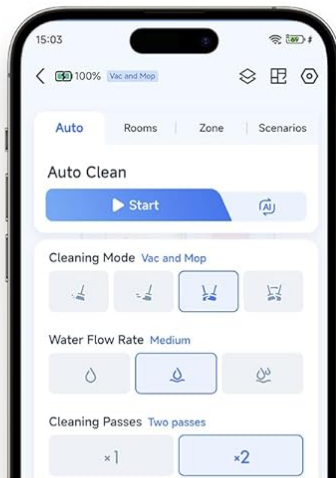 15:03
100% Vac and Mop
Auto Rooms Zone Scenarios
Auto Clean
Start AI
Cleaning Mode Vac and Mop
Water Flow Rate Medium
Cleaning Passes Two passes
×1 ×2